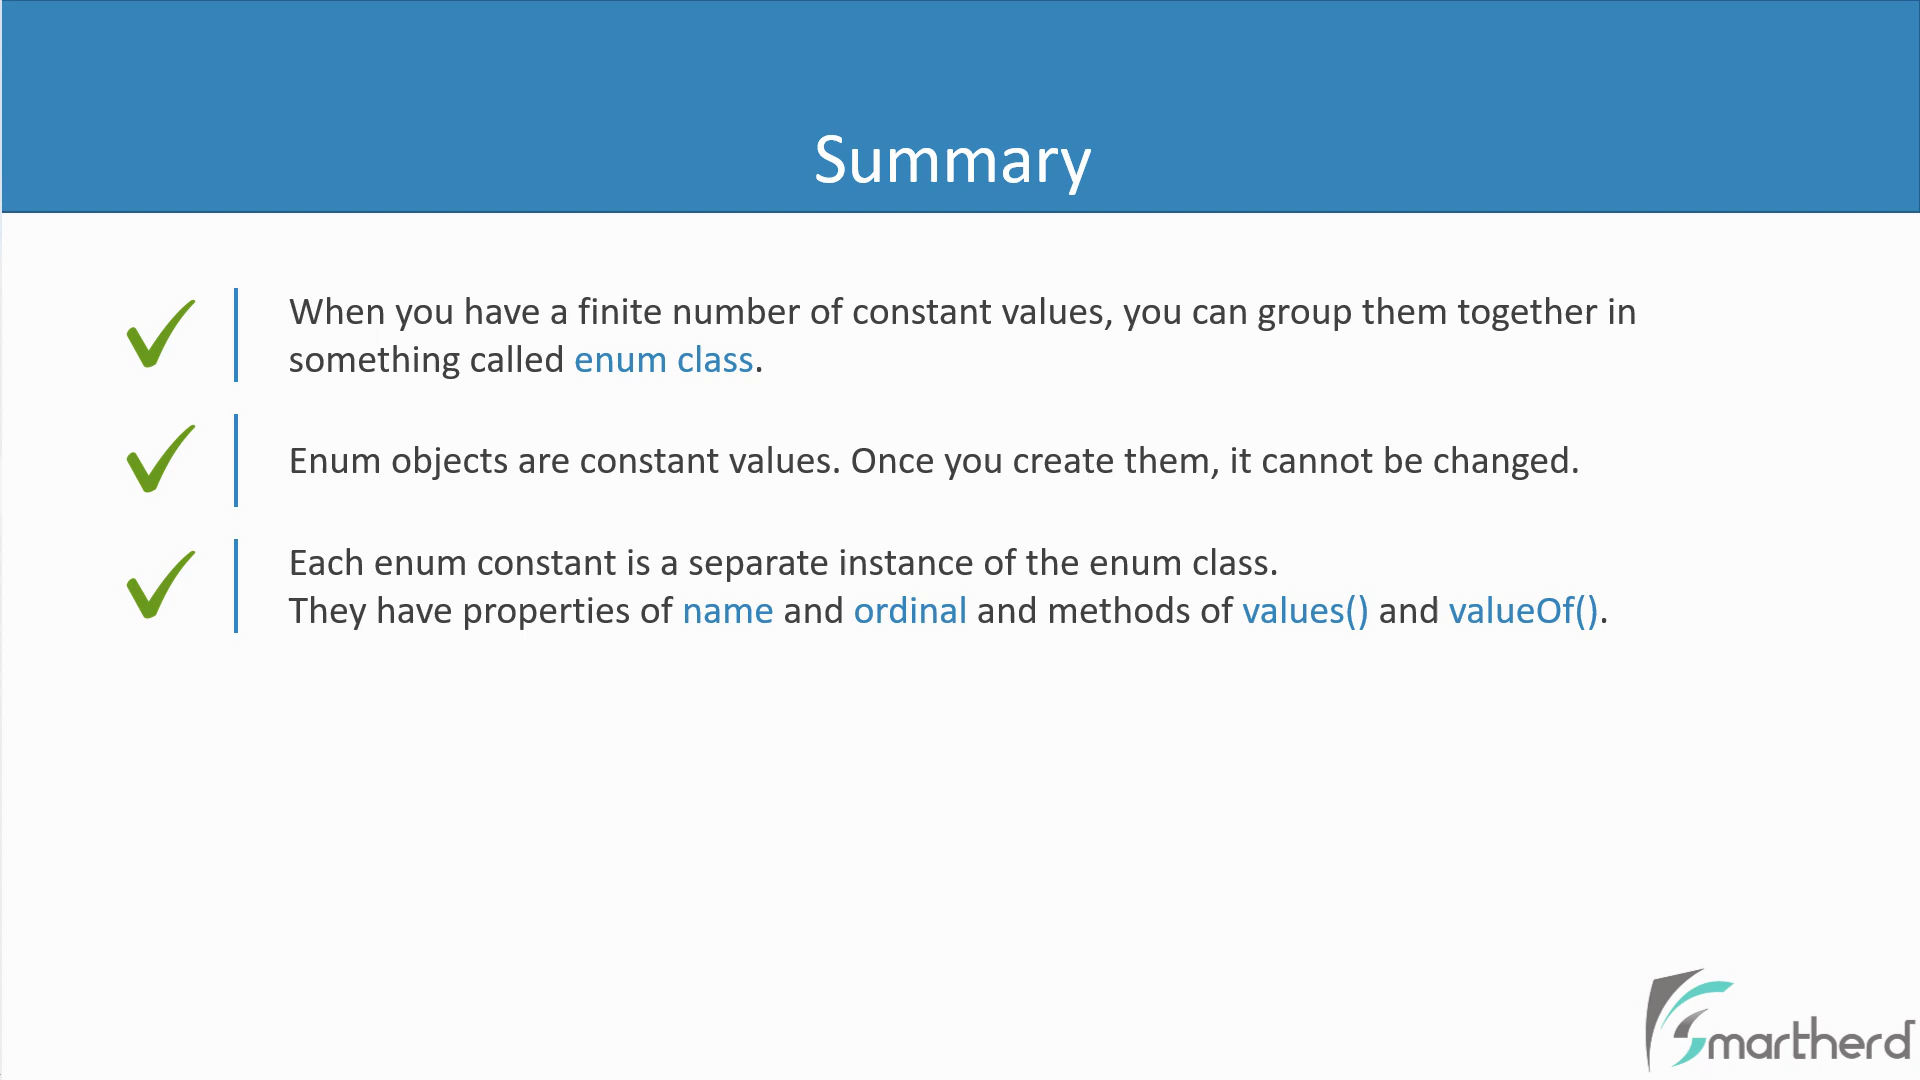 Summary
When you have a finite number of constant values, you can group them together in
something called enum class.
Enum objects are constant values. Once you create them, it cannot be changed.
Each enum constant is a separate instance of the enum class.
They have properties of name and ordinal and methods of values() and valueOf().
Smartherd